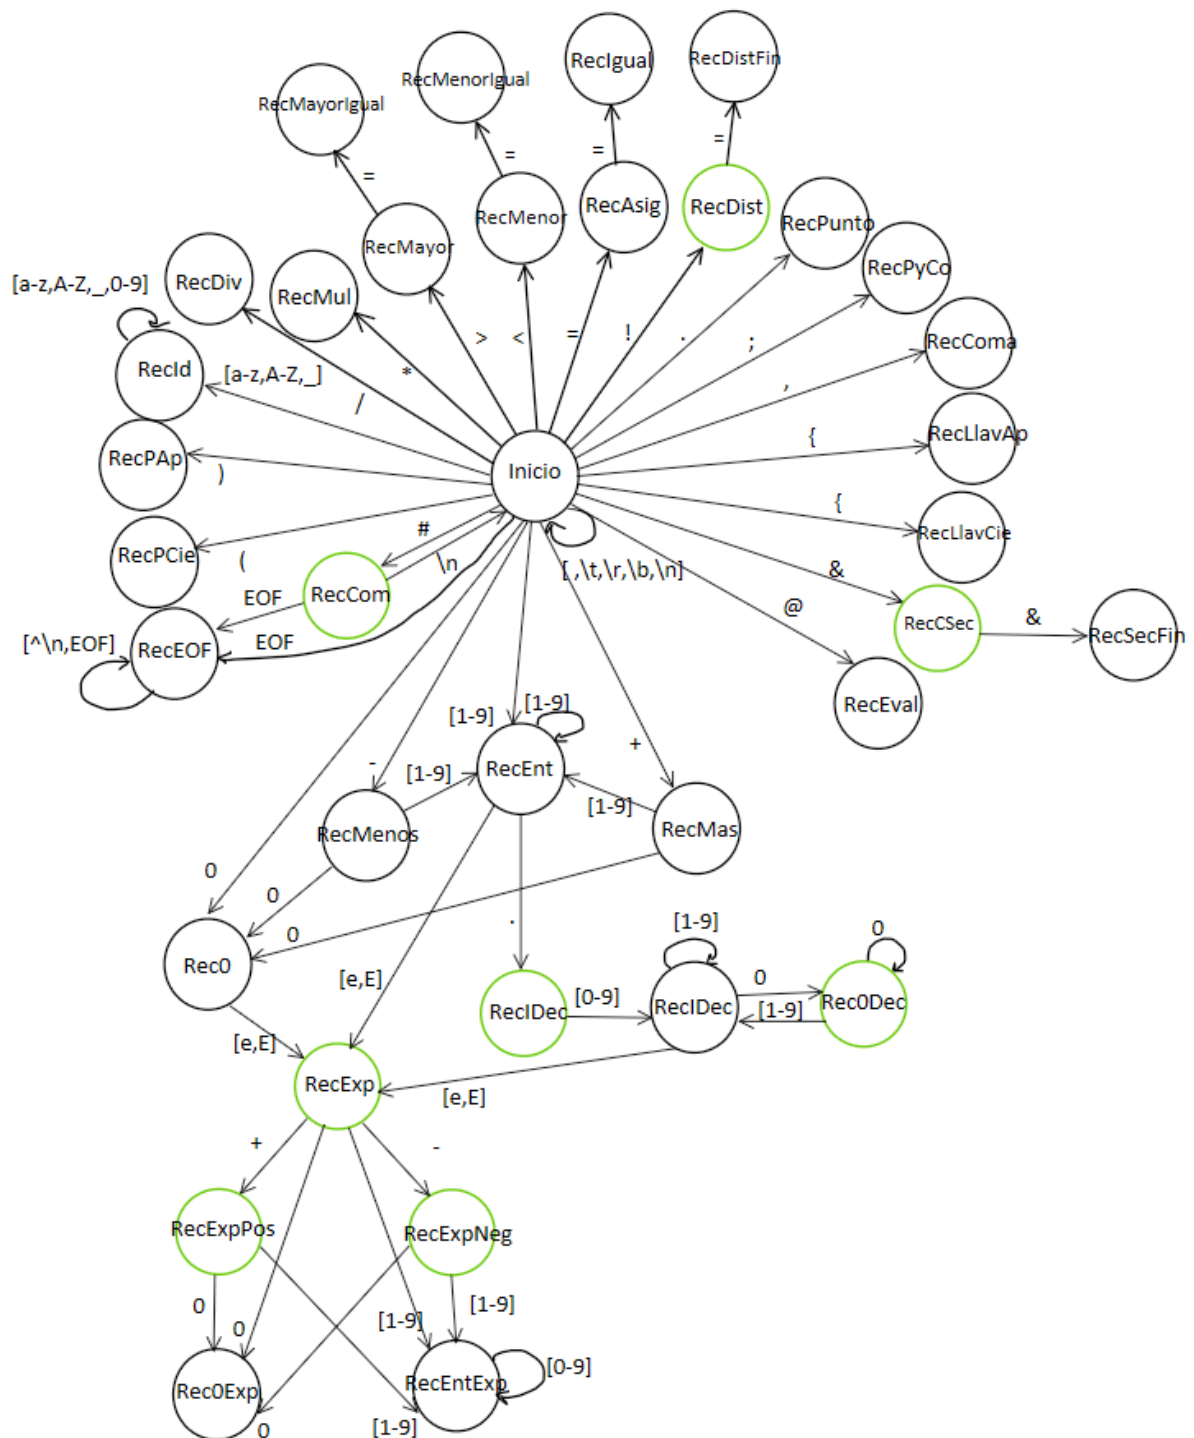 RecIgual
RecDistFin
RecMenorIgual
RecMayorIgual
=
=
=
=
RecAsig
RecDist
RecMenor
RecPunto
RecMayor
RecPyCo
[a-z,A-Z,_,0-9]
RecDiv
RecMul
>
<
=
!
.
;
RecComa
RecId
[a-z,A-Z,_]
*
/
,
RecLlavAp
{
RecPAp
)
Inicio
{
#
RecLlavCie
RecPCie
(
\n
[ ,\t,\r,\b,\n]
&
RecCom
EOF
@
RecCSec
&
RecSecFin
[^\n,EOF]
RecEOF
EOF
RecEval
[1-9]
[1-9]
+
-
[1-9]
RecEnt
[1-9]
RecMenos
RecMas
0
0
0
.
[1-9]
0
Rec0
[e,E]
RecIDec
[0-9]
RecIDec
0
[1-9]
Rec0Dec
[e,E]
RecExp
[e,E]
+
-
RecExpPos
RecExpNeg
0
0
[1-9]
[1-9]
Rec0Exp
RecEntExp
[0-9]
0
[1-9]